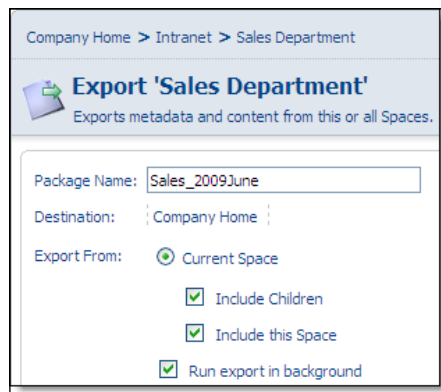 Company Home > Intranet > Sales Department
Export 'Sales Department'
Exports metadata and content from this or all Spaces.
Package Name: Sales_2009June
Destination: Company Home
Export From: Current Space
Include Children
Include this Space
Run export in background